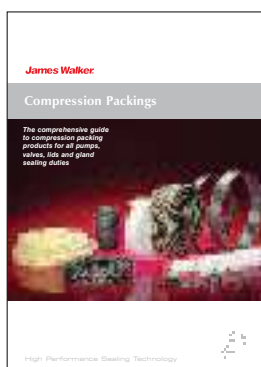 James Walker
Compression Packings
The comprehensive guide
to compression packing
products for all pumps,
valves, lids and gland
sealing duties
High Performance Sealing Technology